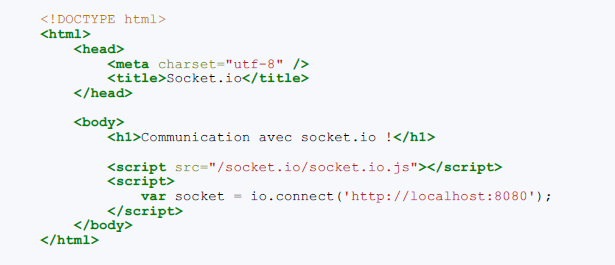 <!DOCTYPE html>
<html>
    <head>
        <meta charset="utf-8" />
        <title>Socket.io</title>
    </head>

    <body>
        <h1>Communication avec socket.io !</h1>

        <script src="/socket.io/socket.io.js"></script>
        <script>
            var socket = io.connect('http://localhost:8080');
        </script>
    </body>
</html>